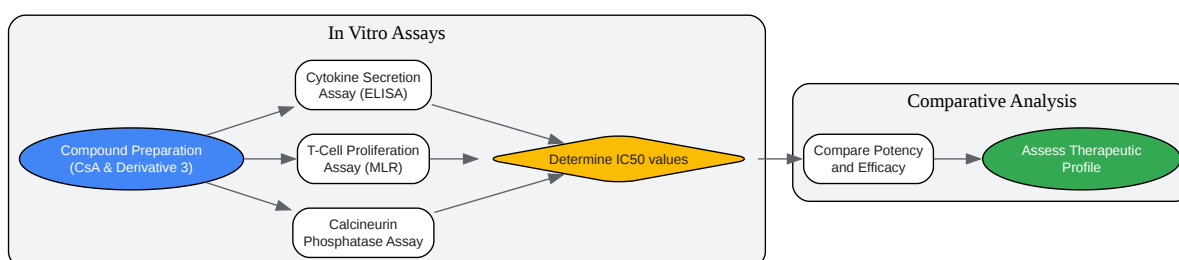 In Vitro Assays
Cytokine Secretion
Assay (ELISA)
Compound Preparation
(CsA & Derivative 3)
T-Cell Proliferation
Assay (MLR)
Calcineurin
Phosphatase Assay
Determine IC50 values
Comparative Analysis
Compare Potency
and Efficacy
Assess Therapeutic
Profile